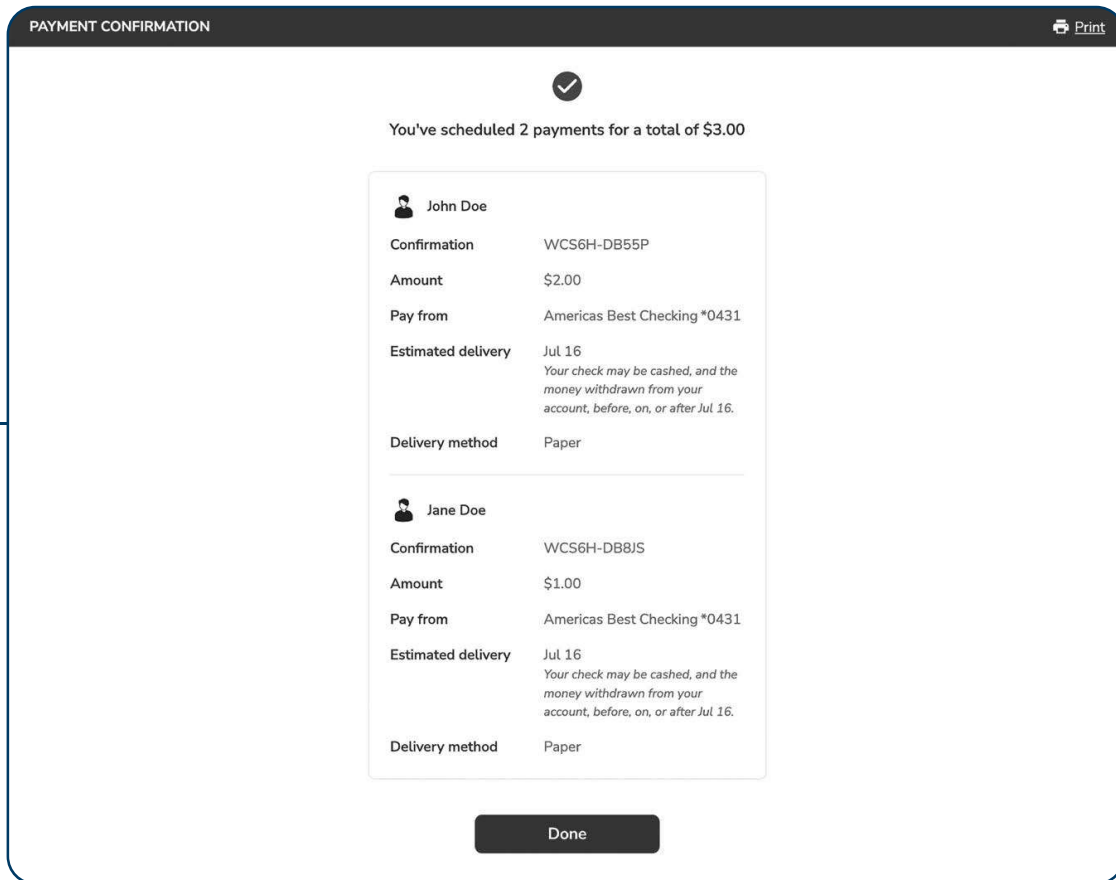 PAYMENT CONFIRMATION
Print
You've scheduled 2 payments for a total of $3.00
John Doe
Confirmation WCS6H-DB55P
Amount $2.00
Pay from Americas Best Checking *0431
Estimated delivery Jul 16
Your check may be cashed, and the
money withdrawn from your
account, before, on, or after Jul 16.
Delivery method Paper
Jane Doe
Confirmation WCS6H-DB8JS
Amount $1.00
Pay from Americas Best Checking *0431
Estimated delivery Jul 16
Your check may be cashed, and the
money withdrawn from your
account, before, on, or after Jul 16.
Delivery method Paper
Done